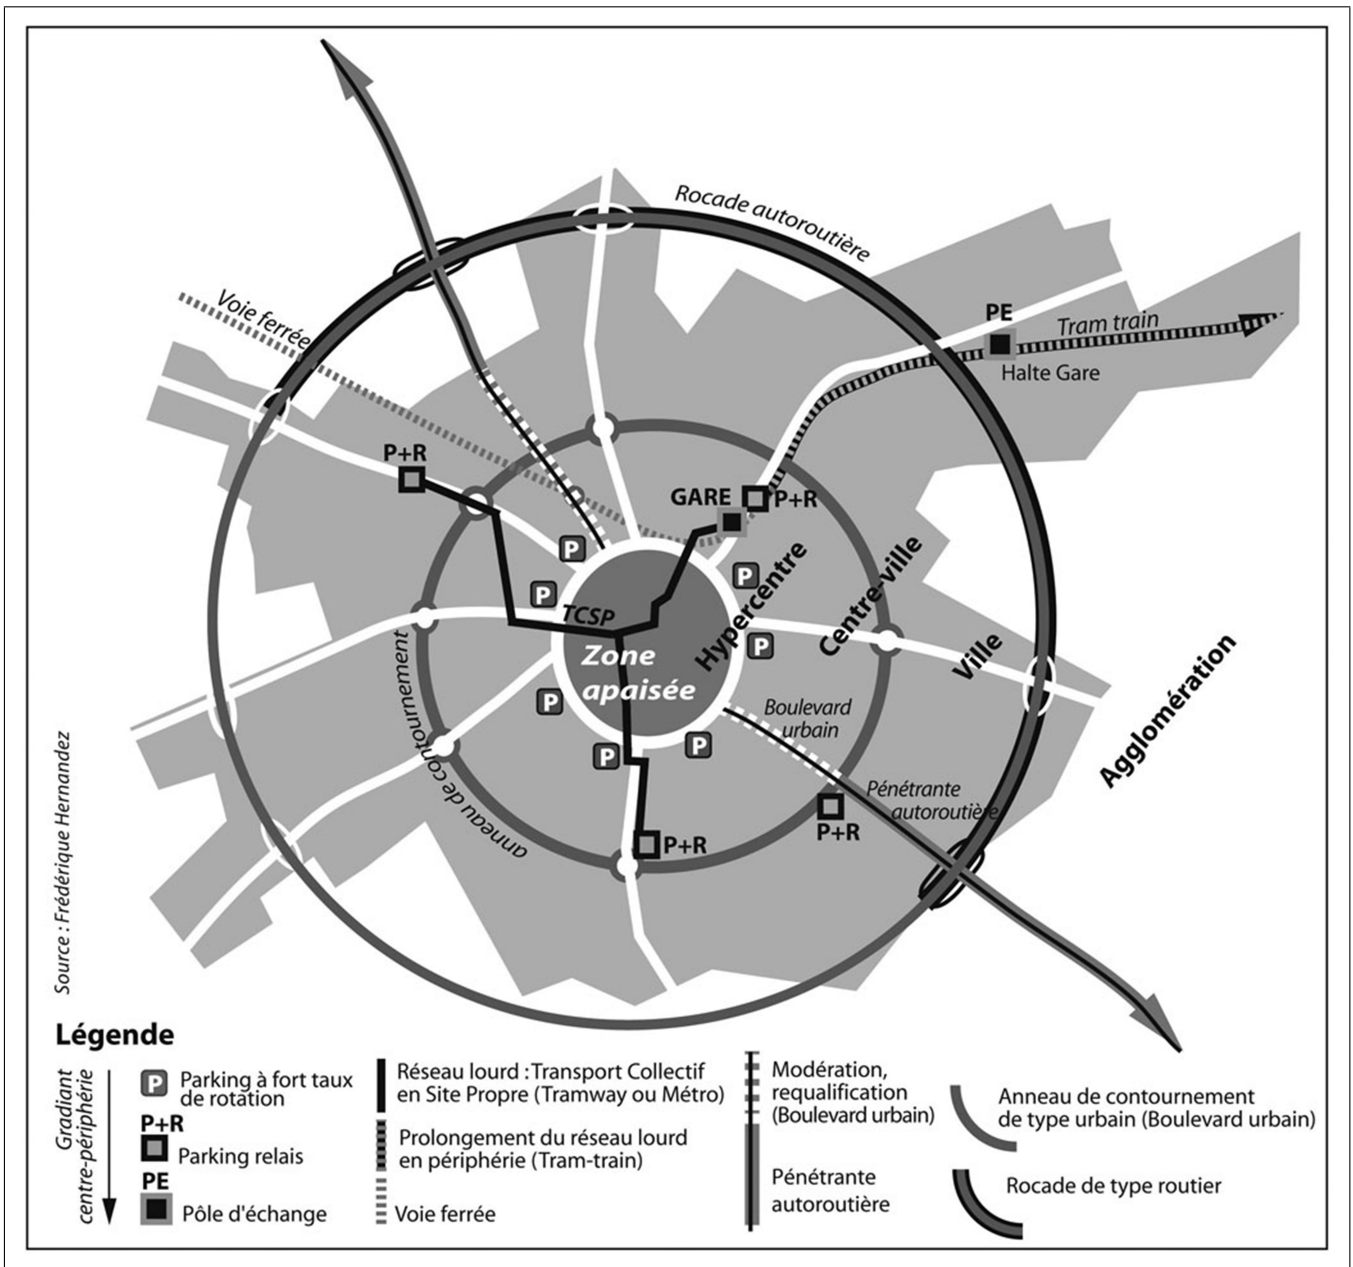 Rocade autoroutière
Voie ferrée
PE
Tram train
Halte Gare
P+R
GARE
P+R
P
P
P
TCSP
Hypercentre
Centre-ville
Ville
Agglomération
P
Zone
apaisée
P
Boulevard
urbain
P
P
anneau de contournement
Pénétrante
autoroutière
P+R
P+R
Source : Frédérique Hernandez
Légende
Gradiant
centre-périphérie
P
Parking à fort taux
de rotation
P+R
Parking relais
PE
Pôle d'échange
Réseau lourd : Transport Collectif
en Site Propre (Tramway ou Métro)
Prolongement du réseau lourd
en périphérie (Tram-train)
Voie ferrée
Modération,
requalification
(Boulevard urbain)
Pénétrante
autoroutière
Anneau de contournement
de type urbain (Boulevard urbain)
Rocade de type routier